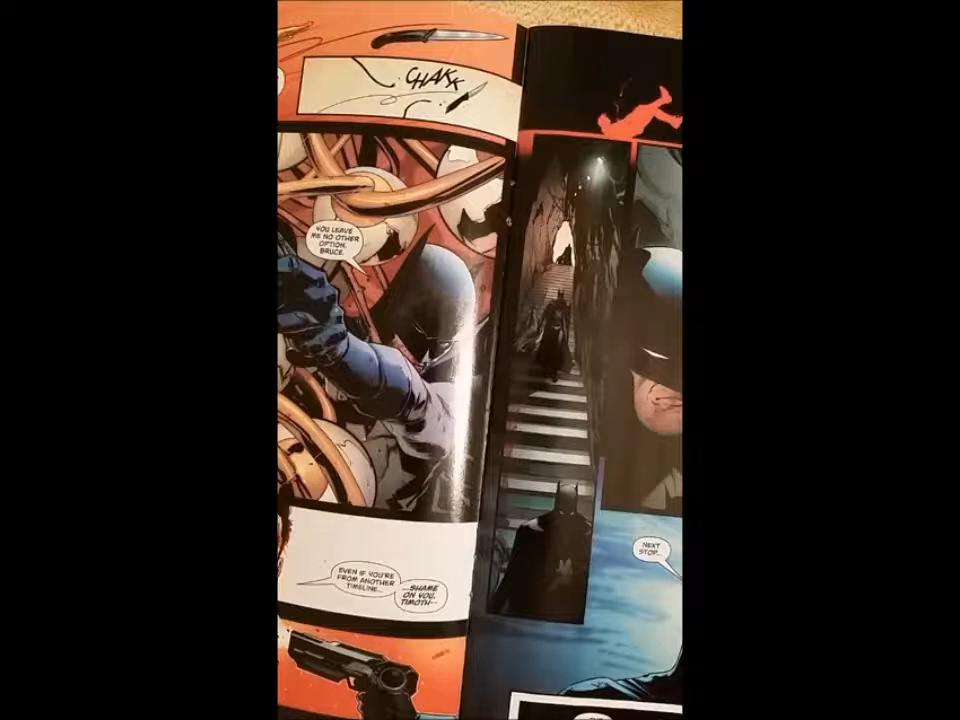 CHAKK
YOU LEAVE
ME NO OTHER
OPTION,
BRUCE.
EVEN IF YOU'RE
FROM ANOTHER
TIMELINE...
...SHAME
ON YOU,
TIMOTH--
NEXT
STOP...